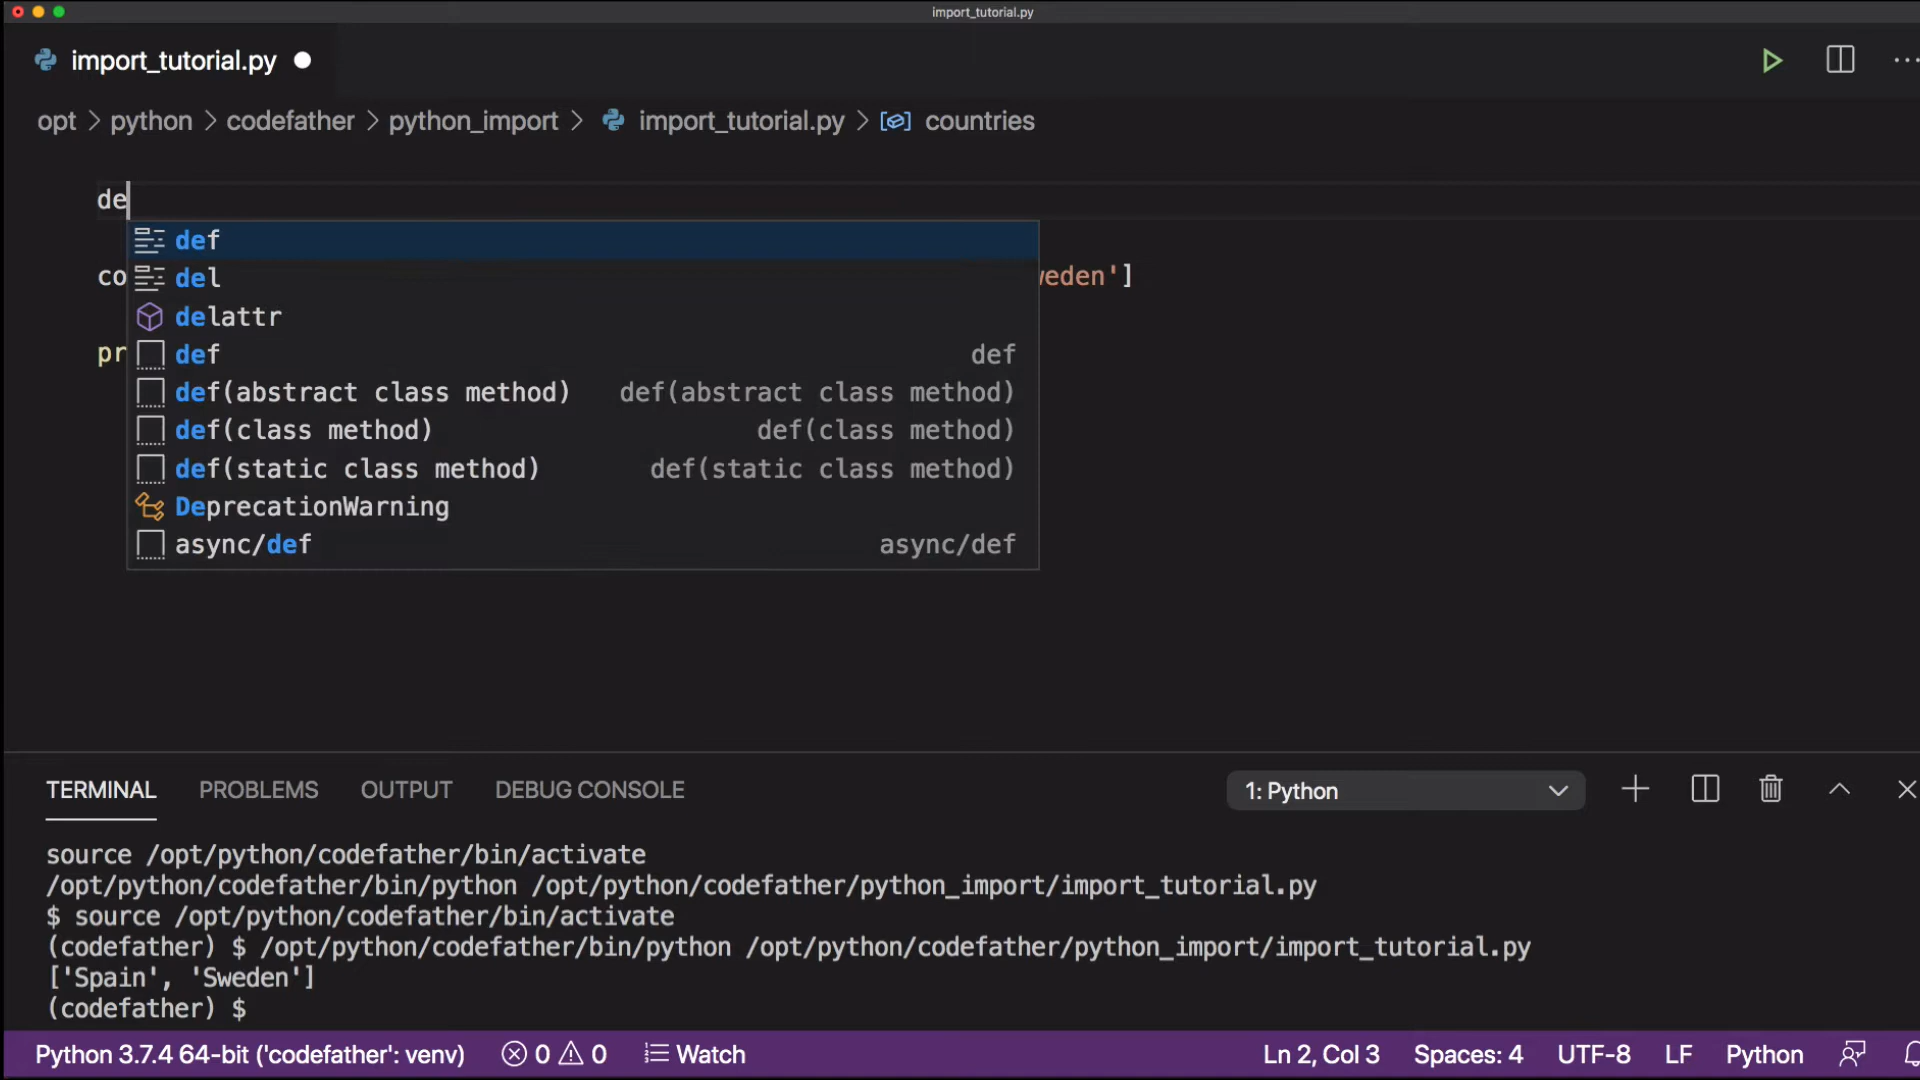 import_tutorial.py
import_tutorial.py
opt > python > codefather > python_import > import_tutorial.py > countries
de
def
co
del
eden']
delattr
pr
def def
def(abstract class method) def(abstract class method)
def(class method) def(class method)
def(static class method) def(static class method)
DeprecationWarning
async/def async/def
TERMINAL PROBLEMS OUTPUT DEBUG CONSOLE 1: Python
source /opt/python/codefather/bin/activate
/opt/python/codefather/bin/python /opt/python/codefather/python_import/import_tutorial.py
$ source /opt/python/codefather/bin/activate
(codefather) $ /opt/python/codefather/bin/python /opt/python/codefather/python_import/import_tutorial.py
['Spain', 'Sweden']
(codefather) $
Python 3.7.4 64-bit ('codefather': venv) 0 0 Watch Ln 2, Col 3 Spaces: 4 UTF-8 LF Python